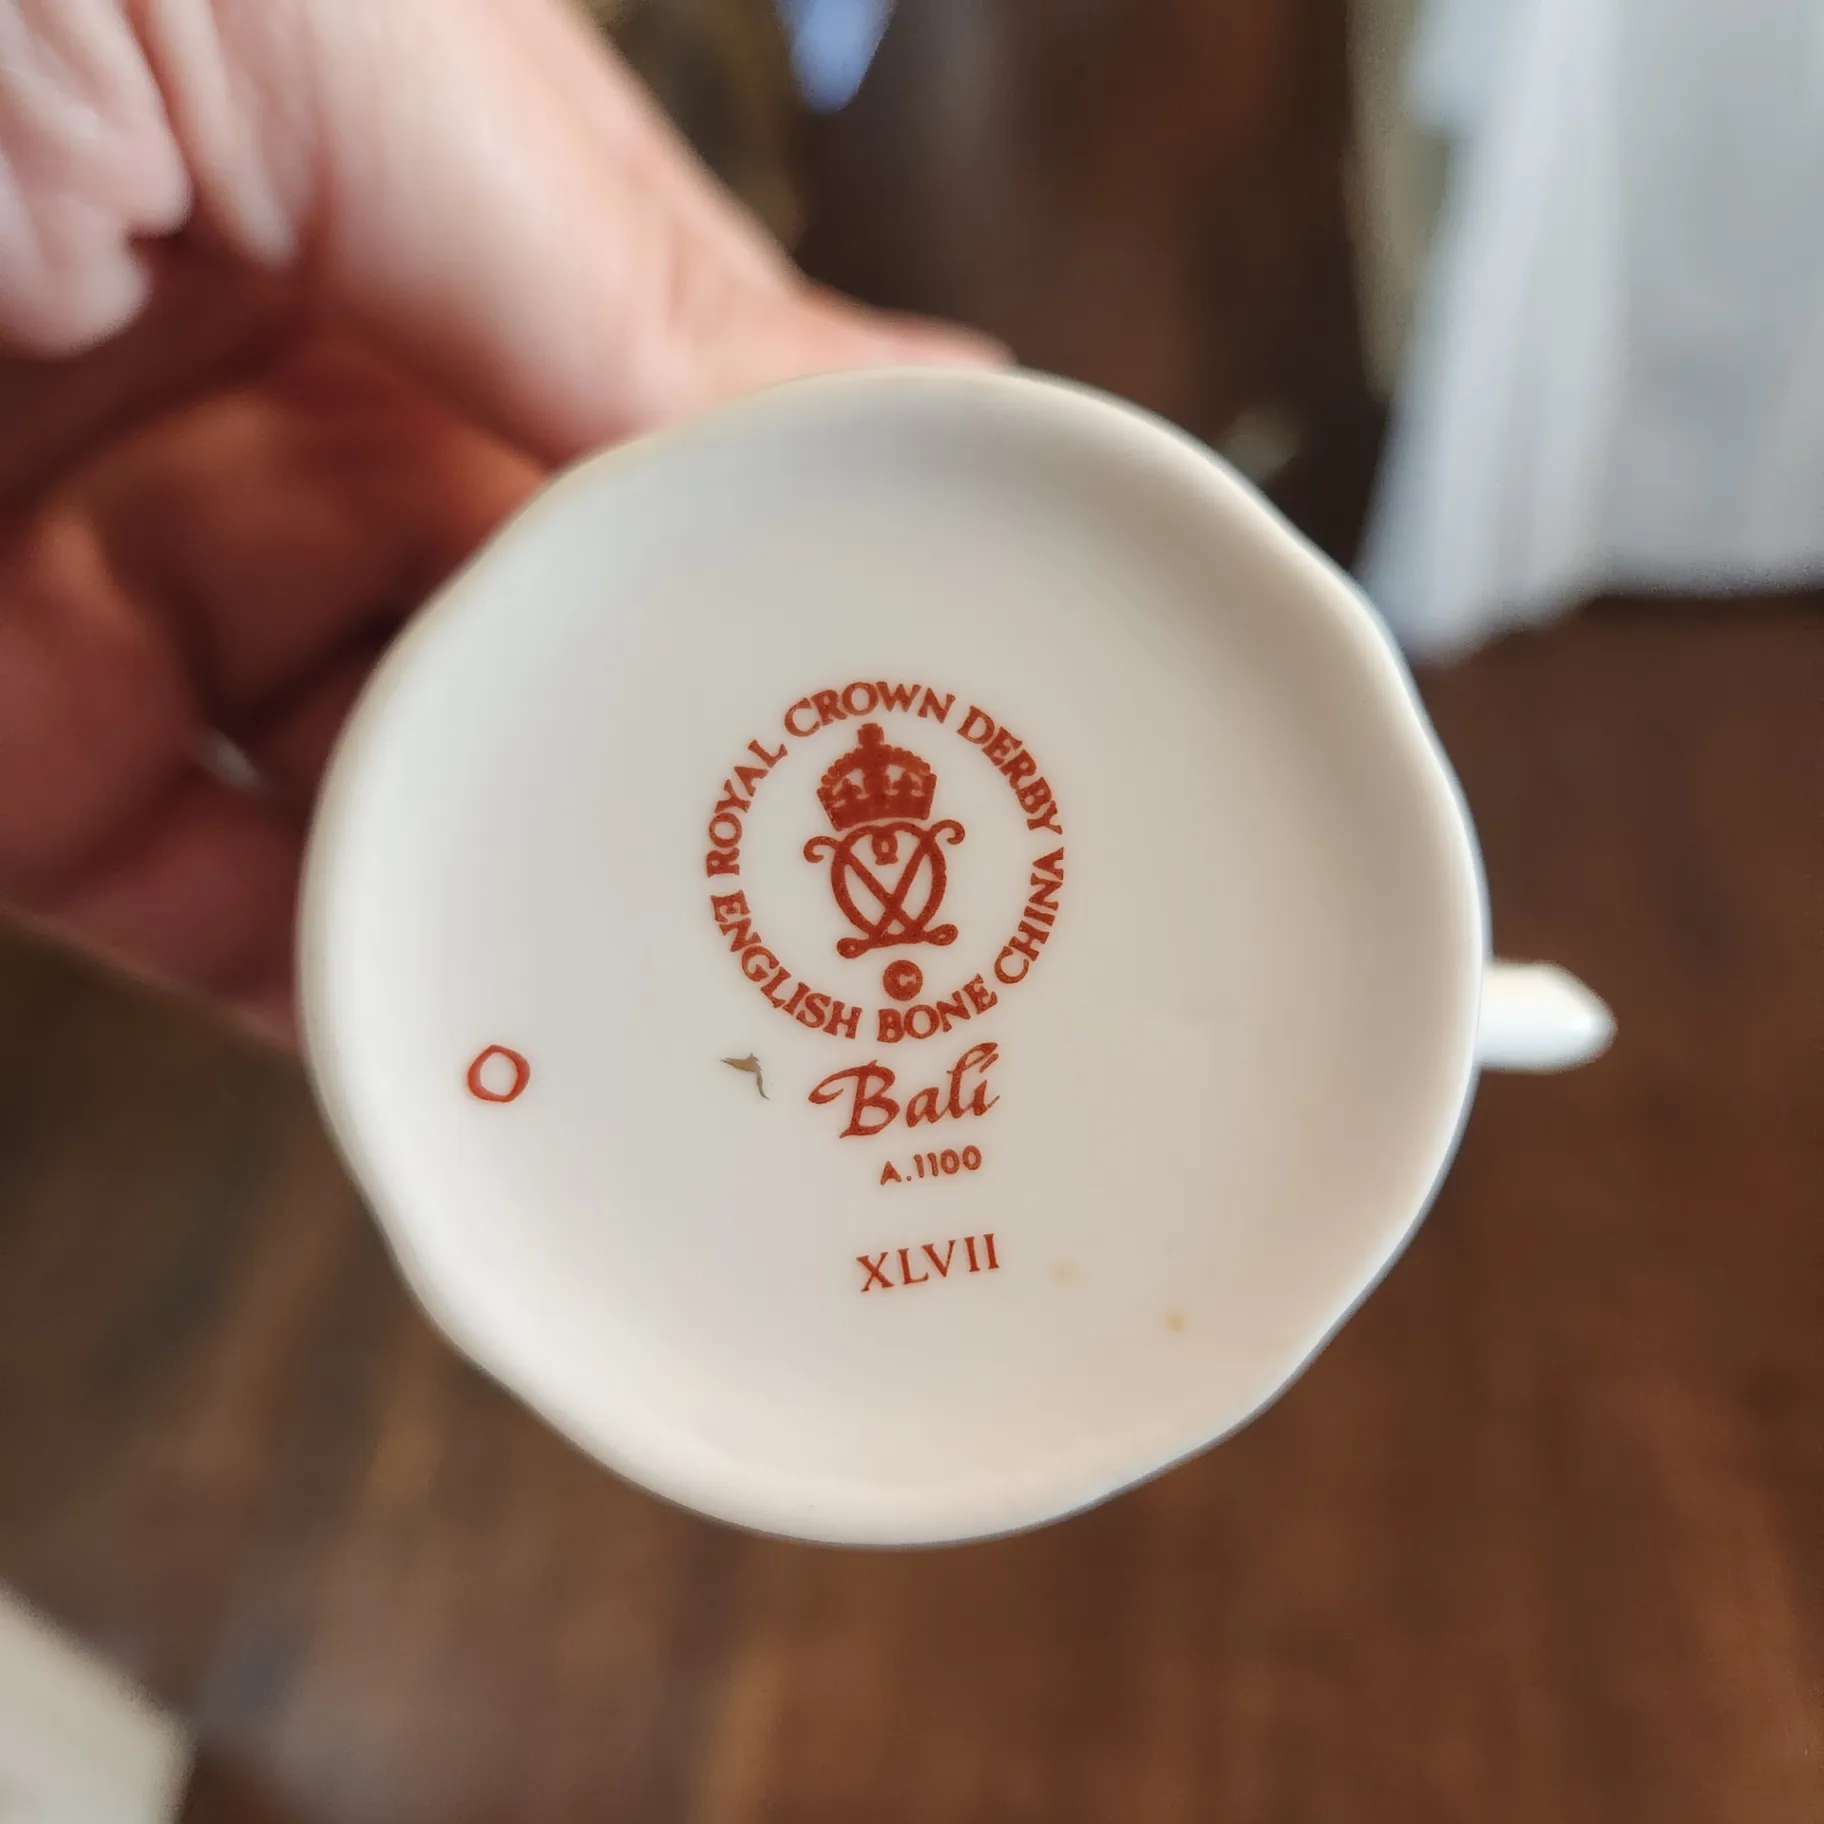 ROYAL CROWN DERBY
ENGLISH BONE CHINA
©
Bali
A.1100
XLVII